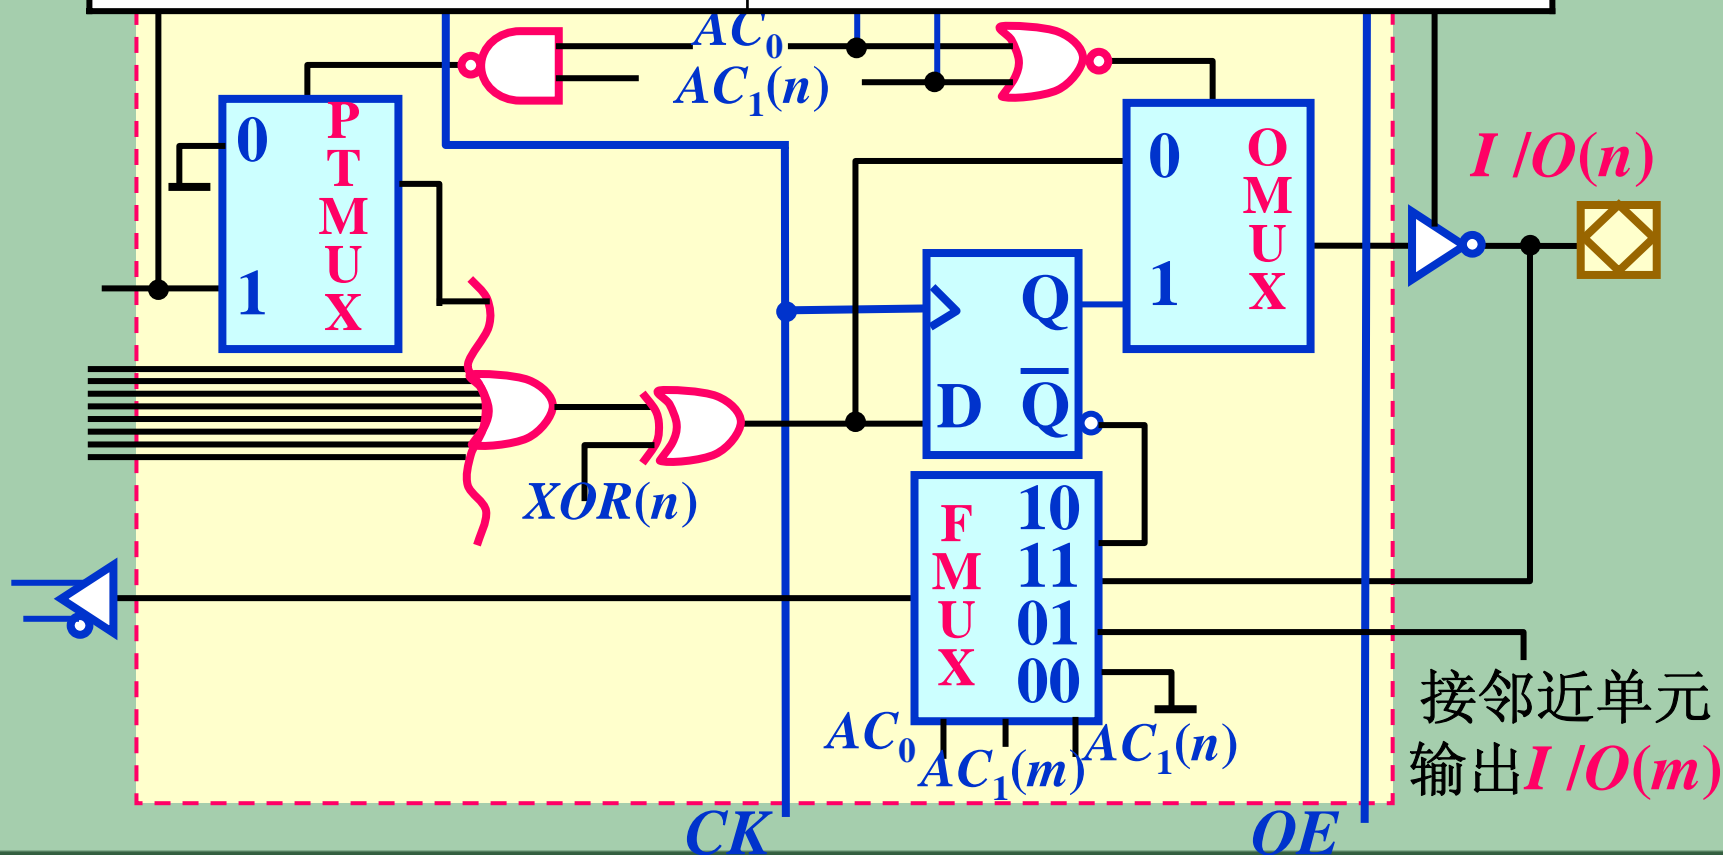 AC0
AC1(n)
0
1
PTMUX
0
1
OMUX
I /O(n)
Q
D
Q̅
XOR(n)
FMUX
10
11
01
00
AC0
AC1(m)
AC1(n)
接邻近单元
输出I /O(m)
CK
OE